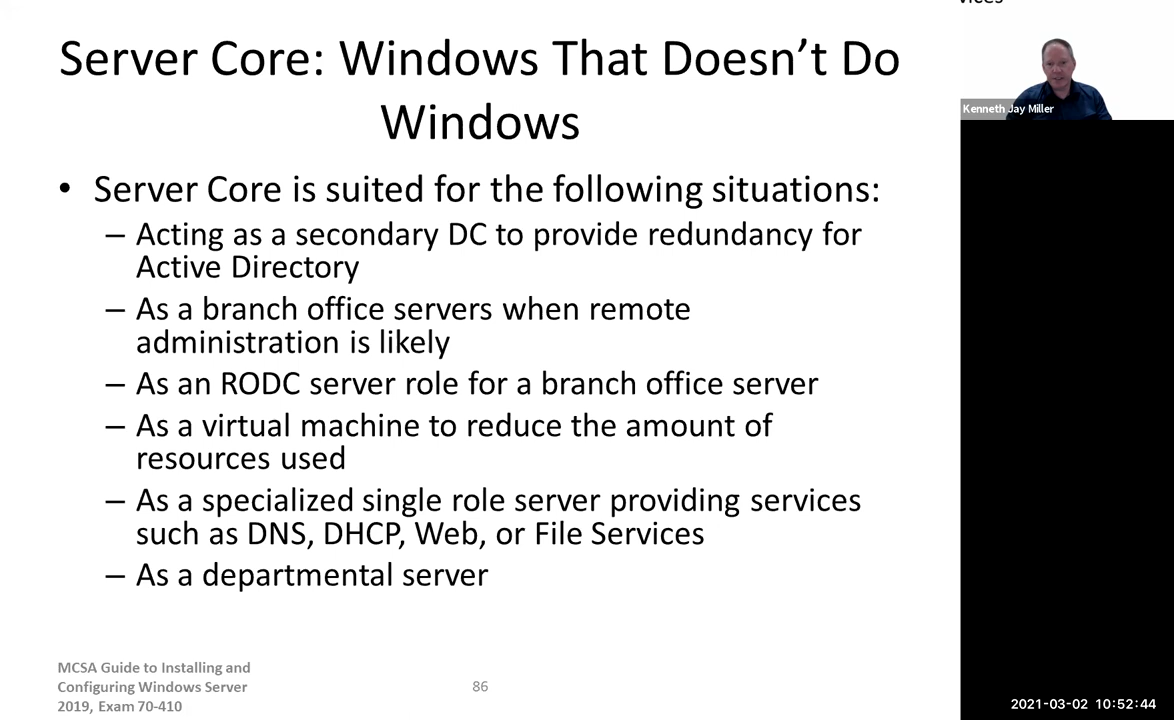 Server Core: Windows That Doesn’t Do
Windows
• Server Core is suited for the following situations:
– Acting as a secondary DC to provide redundancy for
Active Directory
– As a branch office servers when remote
administration is likely
– As an RODC server role for a branch office server
– As a virtual machine to reduce the amount of
resources used
– As a specialized single role server providing services
such as DNS, DHCP, Web, or File Services
– As a departmental server
MCSA Guide to Installing and
Configuring Windows Server
2019, Exam 70-410
86
Kenneth Jay Miller
2021-03-02 10:52:44